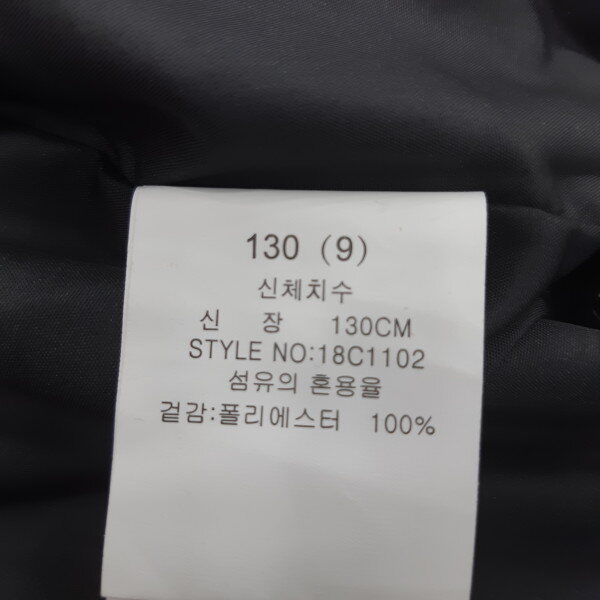 130 (9)
신체치수
신 장 130CM
STYLE NO:18C1102
섬유의 혼용율
겉감:폴리에스터 100%